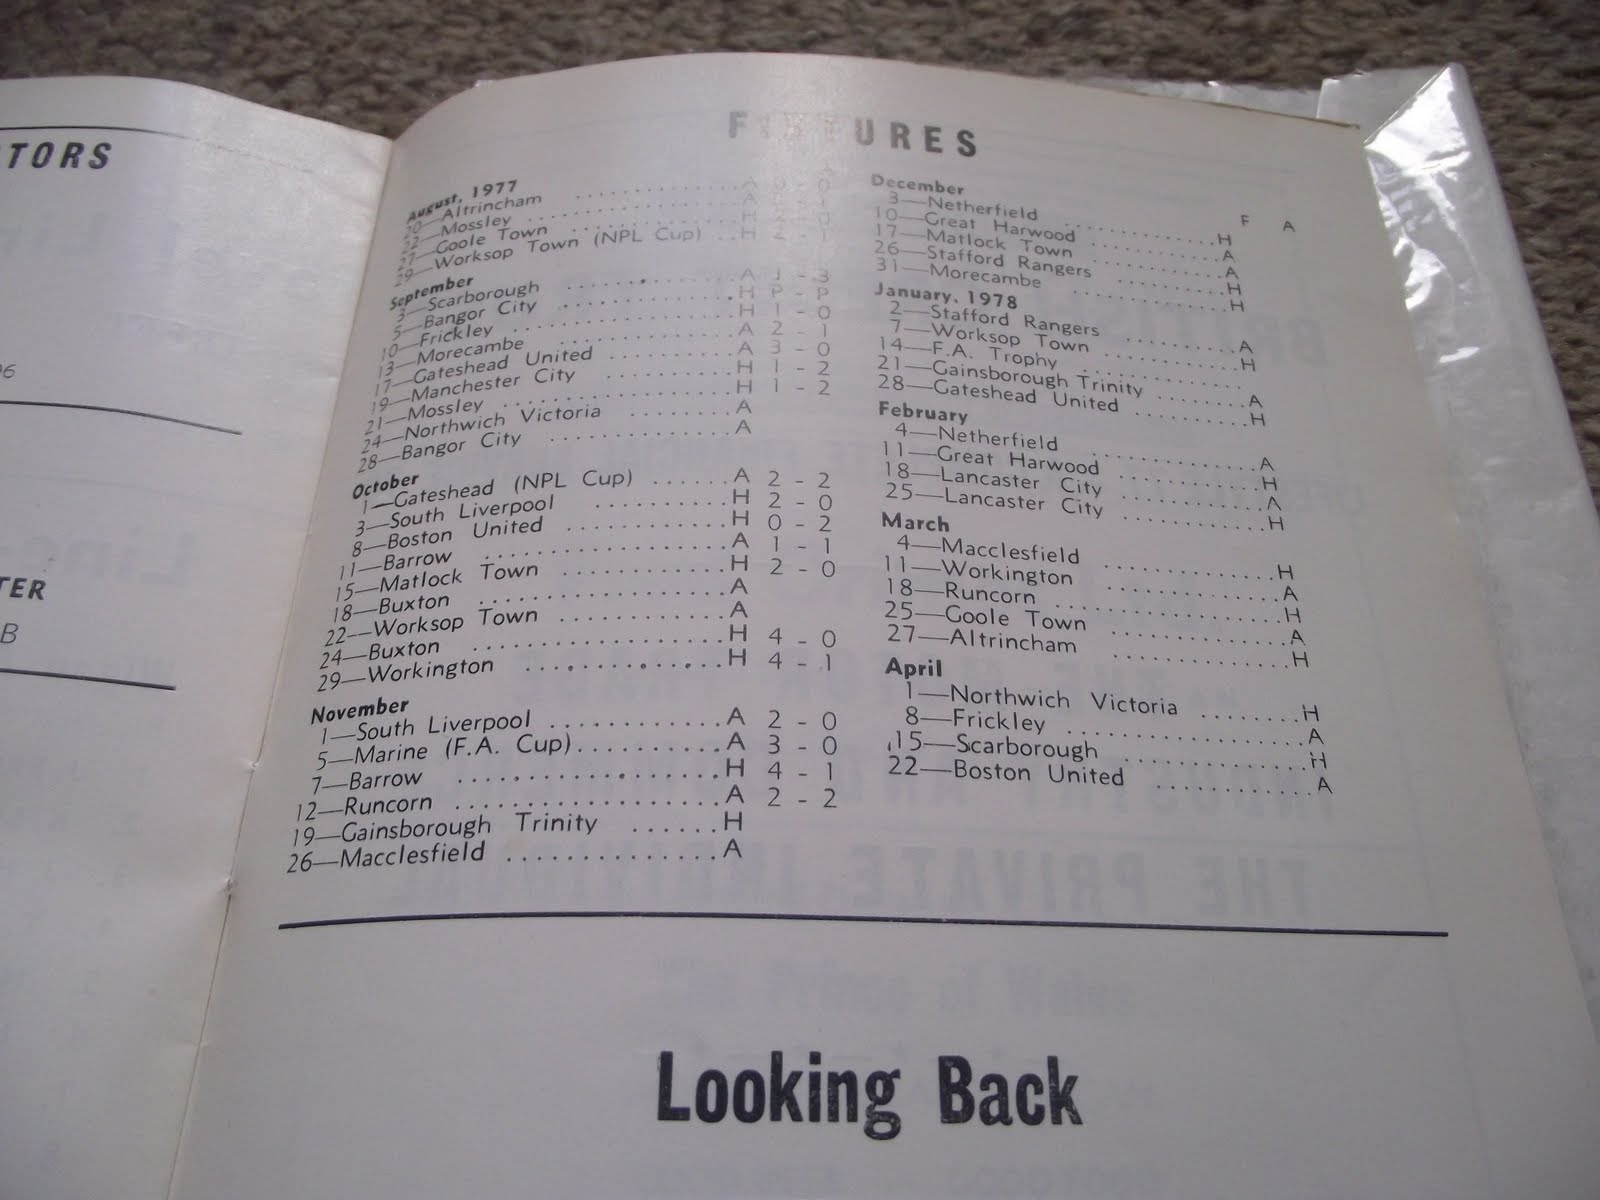 TORS
96
TER
B
FIXTURES
August, 1977
20—Altrincham A
22—Mossley A
27—Goole Town H
29—Worksop Town (NPL Cup) H 2 - 1
September
3—Scarborough A 1 - 3
5—Bangor City H P - P
10—Frickley H 1 - 0
13—Morecambe A 2 - 1
17—Gateshead United A 3 - 0
19—Manchester City H 1 - 2
21—Mossley H 1 - 2
24—Northwich Victoria A
28—Bangor City A
October
1—Gateshead (NPL Cup) A 2 - 2
3—South Liverpool H 2 - 0
8—Boston United H 0 - 2
11—Barrow A 1 - 1
15—Matlock Town H 2 - 0
18—Buxton A
22—Worksop Town A
24—Buxton H 4 - 0
29—Workington H 4 - 1
November
1—South Liverpool A 2 - 0
5—Marine (F.A. Cup) A 3 - 0
7—Barrow H 4 - 1
12—Runcorn A 2 - 2
19—Gainsborough Trinity H
26—Macclesfield A
December
F A
3—Netherfield H
10—Great Harwood A
17—Matlock Town A
26—Stafford Rangers H
31—Morecambe H
January, 1978
2—Stafford Rangers A
7—Worksop Town H
14—F.A. Trophy
21—Gainsborough Trinity A
28—Gateshead United H
February
4—Netherfield A
11—Great Harwood H
18—Lancaster City A
25—Lancaster City H
March
4—Macclesfield H
11—Workington A
18—Runcorn H
25—Goole Town A
27—Altrincham H
April
1—Northwich Victoria H
8—Frickley A
15—Scarborough H
22—Boston United A
Looking Back